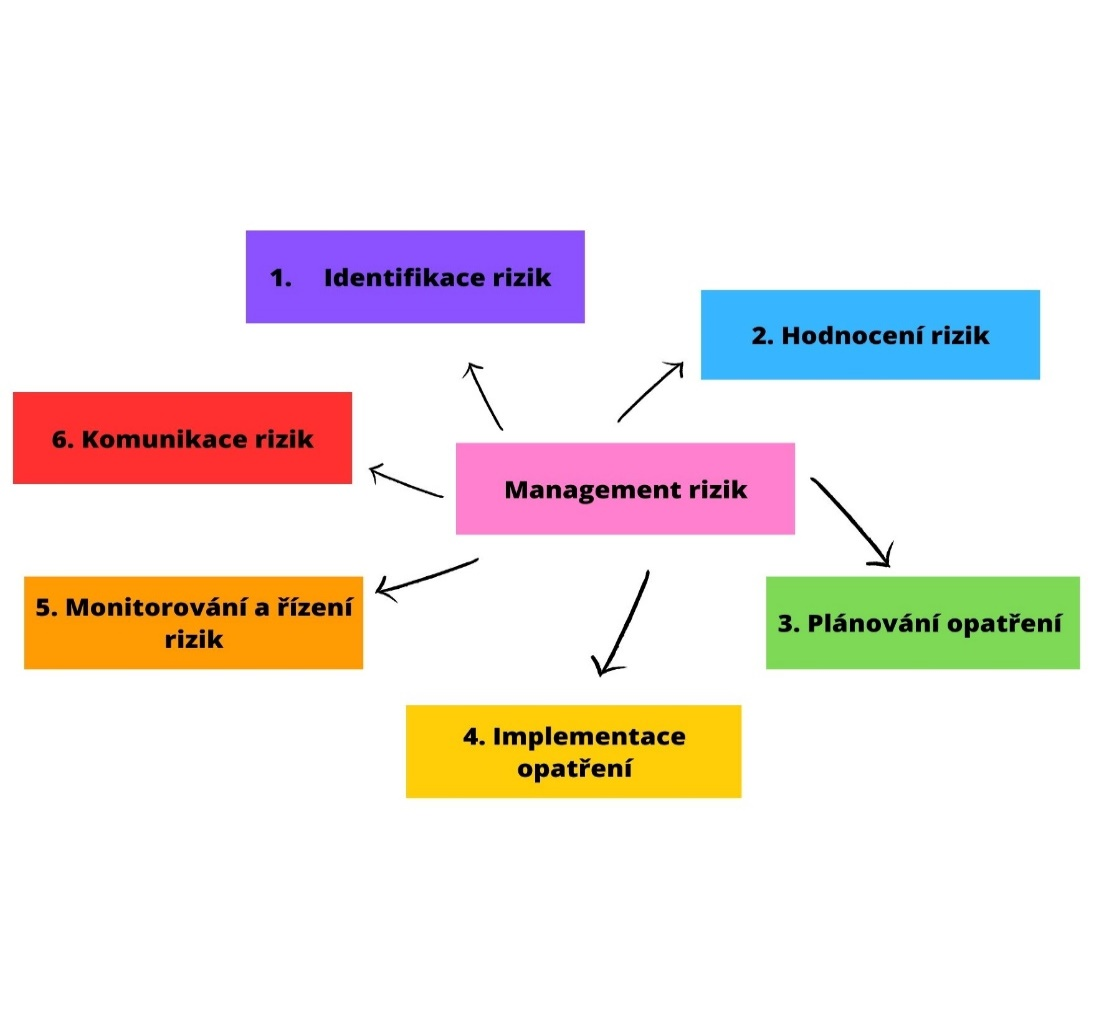 1. Identifikace rizik
2. Hodnocení rizik
6. Komunikace rizik
Management rizik
5. Monitorování a řízení
rizik
3. Plánování opatření
4. Implementace
opatření